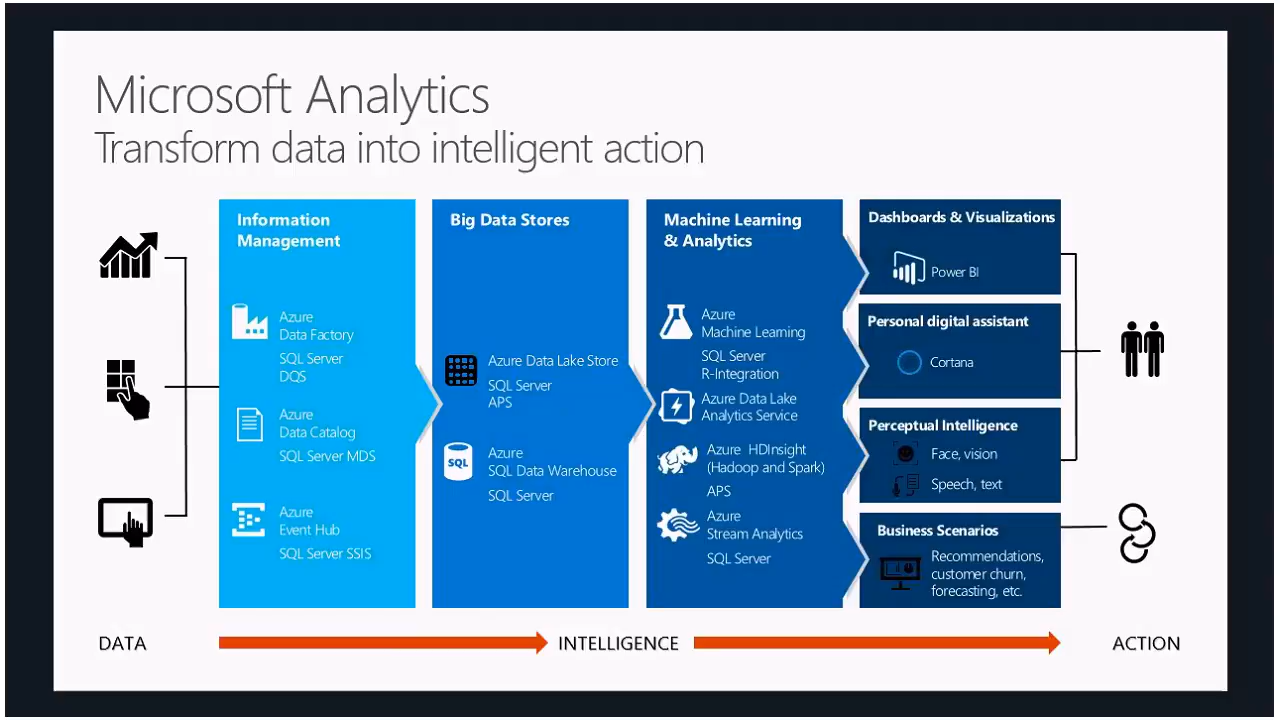 Microsoft Analytics
Transform data into intelligent action
Information
Management
Azure
Data Factory
SQL Server
DQS
Azure
Data Catalog
SQL Server MDS
Azure
Event Hub
SQL Server SSIS
Big Data Stores
Azure Data Lake Store
SQL Server
APS
SQL
Azure
SQL Data Warehouse
SQL Server
Machine Learning
& Analytics
Azure
Machine Learning
SQL Server
R-Integration
Azure Data Lake
Analytics Service
Azure HDInsight
(Hadoop and Spark)
APS
Azure
Stream Analytics
SQL Server
Dashboards & Visualizations
Power BI
Personal digital assistant
Cortana
Perceptual Intelligence
Face, vision
Speech, text
Business Scenarios
Recommendations,
customer churn,
forecasting, etc.
DATA
INTELLIGENCE
ACTION